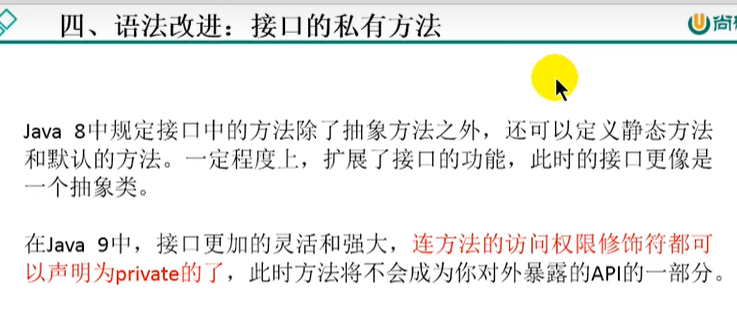 四、语法改进：接口的私有方法
尚
Java 8中规定接口中的方法除了抽象方法之外，还可以定义静态方法
和默认的方法。一定程度上，扩展了接口的功能，此时的接口更像是
一个抽象类。
在Java 9中，接口更加的灵活和强大，连方法的访问权限修饰符都可
以声明为private的了，此时方法将不会成为你对外暴露的API的一部分。